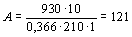 A = 930·10 / 0,366·210·1 = 121